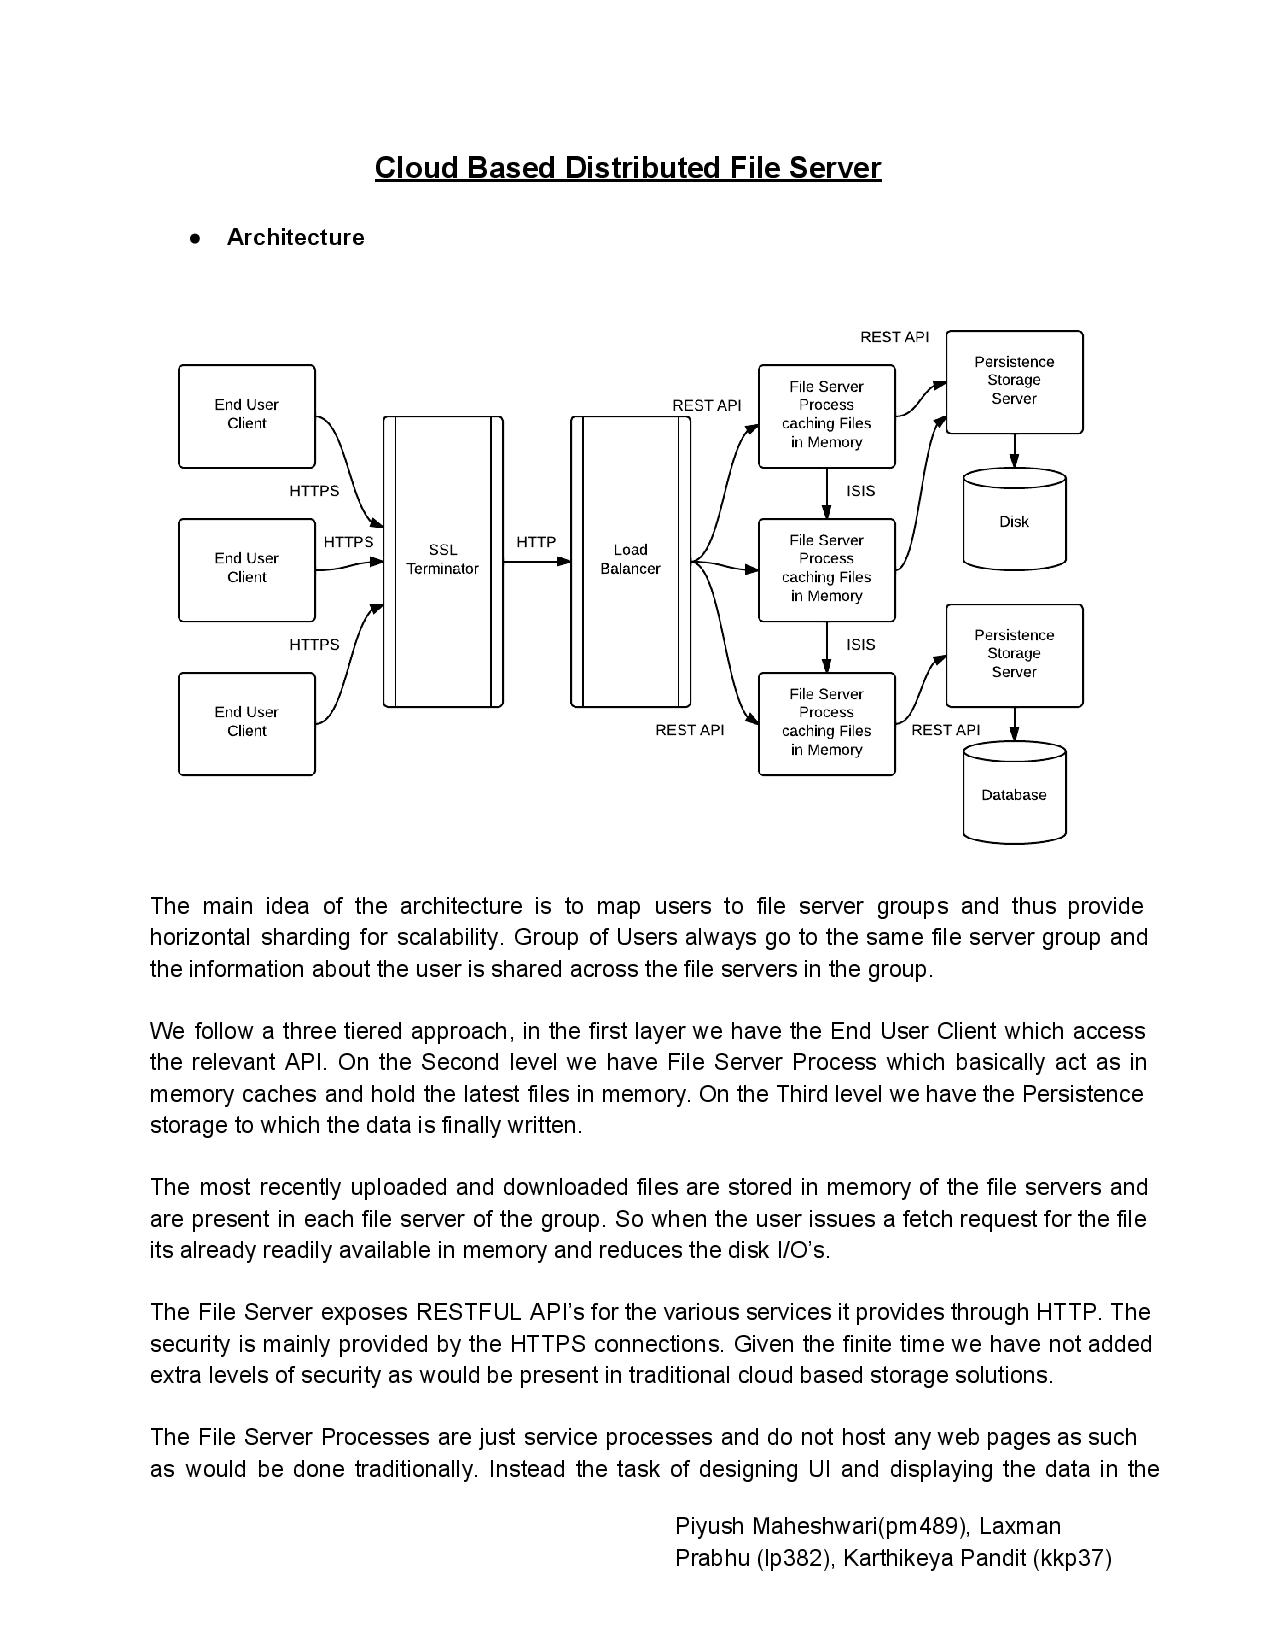 Cloud Based Distributed File Server
● Architecture
REST API
Persistence
Storage
Server
End User
Client
File Server
Process
caching Files
in Memory
REST API
HTTPS
ISIS
Disk
End User
Client
HTTPS
SSL
Terminator
HTTP
Load
Balancer
File Server
Process
caching Files
in Memory
HTTPS
ISIS
Persistence
Storage
Server
End User
Client
REST API
File Server
Process
caching Files
in Memory
REST API
Database
The main idea of the architecture is to map users to file server groups and thus provide
horizontal sharding for scalability. Group of Users always go to the same file server group and
the information about the user is shared across the file servers in the group.
We follow a three tiered approach, in the first layer we have the End User Client which access
the relevant API. On the Second level we have File Server Process which basically act as in
memory caches and hold the latest files in memory. On the Third level we have the Persistence
storage to which the data is finally written.
The most recently uploaded and downloaded files are stored in memory of the file servers and
are present in each file server of the group. So when the user issues a fetch request for the file
its already readily available in memory and reduces the disk I/O’s.
The File Server exposes RESTFUL API’s for the various services it provides through HTTP. The
security is mainly provided by the HTTPS connections. Given the finite time we have not added
extra levels of security as would be present in traditional cloud based storage solutions.
The File Server Processes are just service processes and do not host any web pages as such
as would be done traditionally. Instead the task of designing UI and displaying the data in the
Piyush Maheshwari(pm489), Laxman
Prabhu (lp382), Karthikeya Pandit (kkp37)